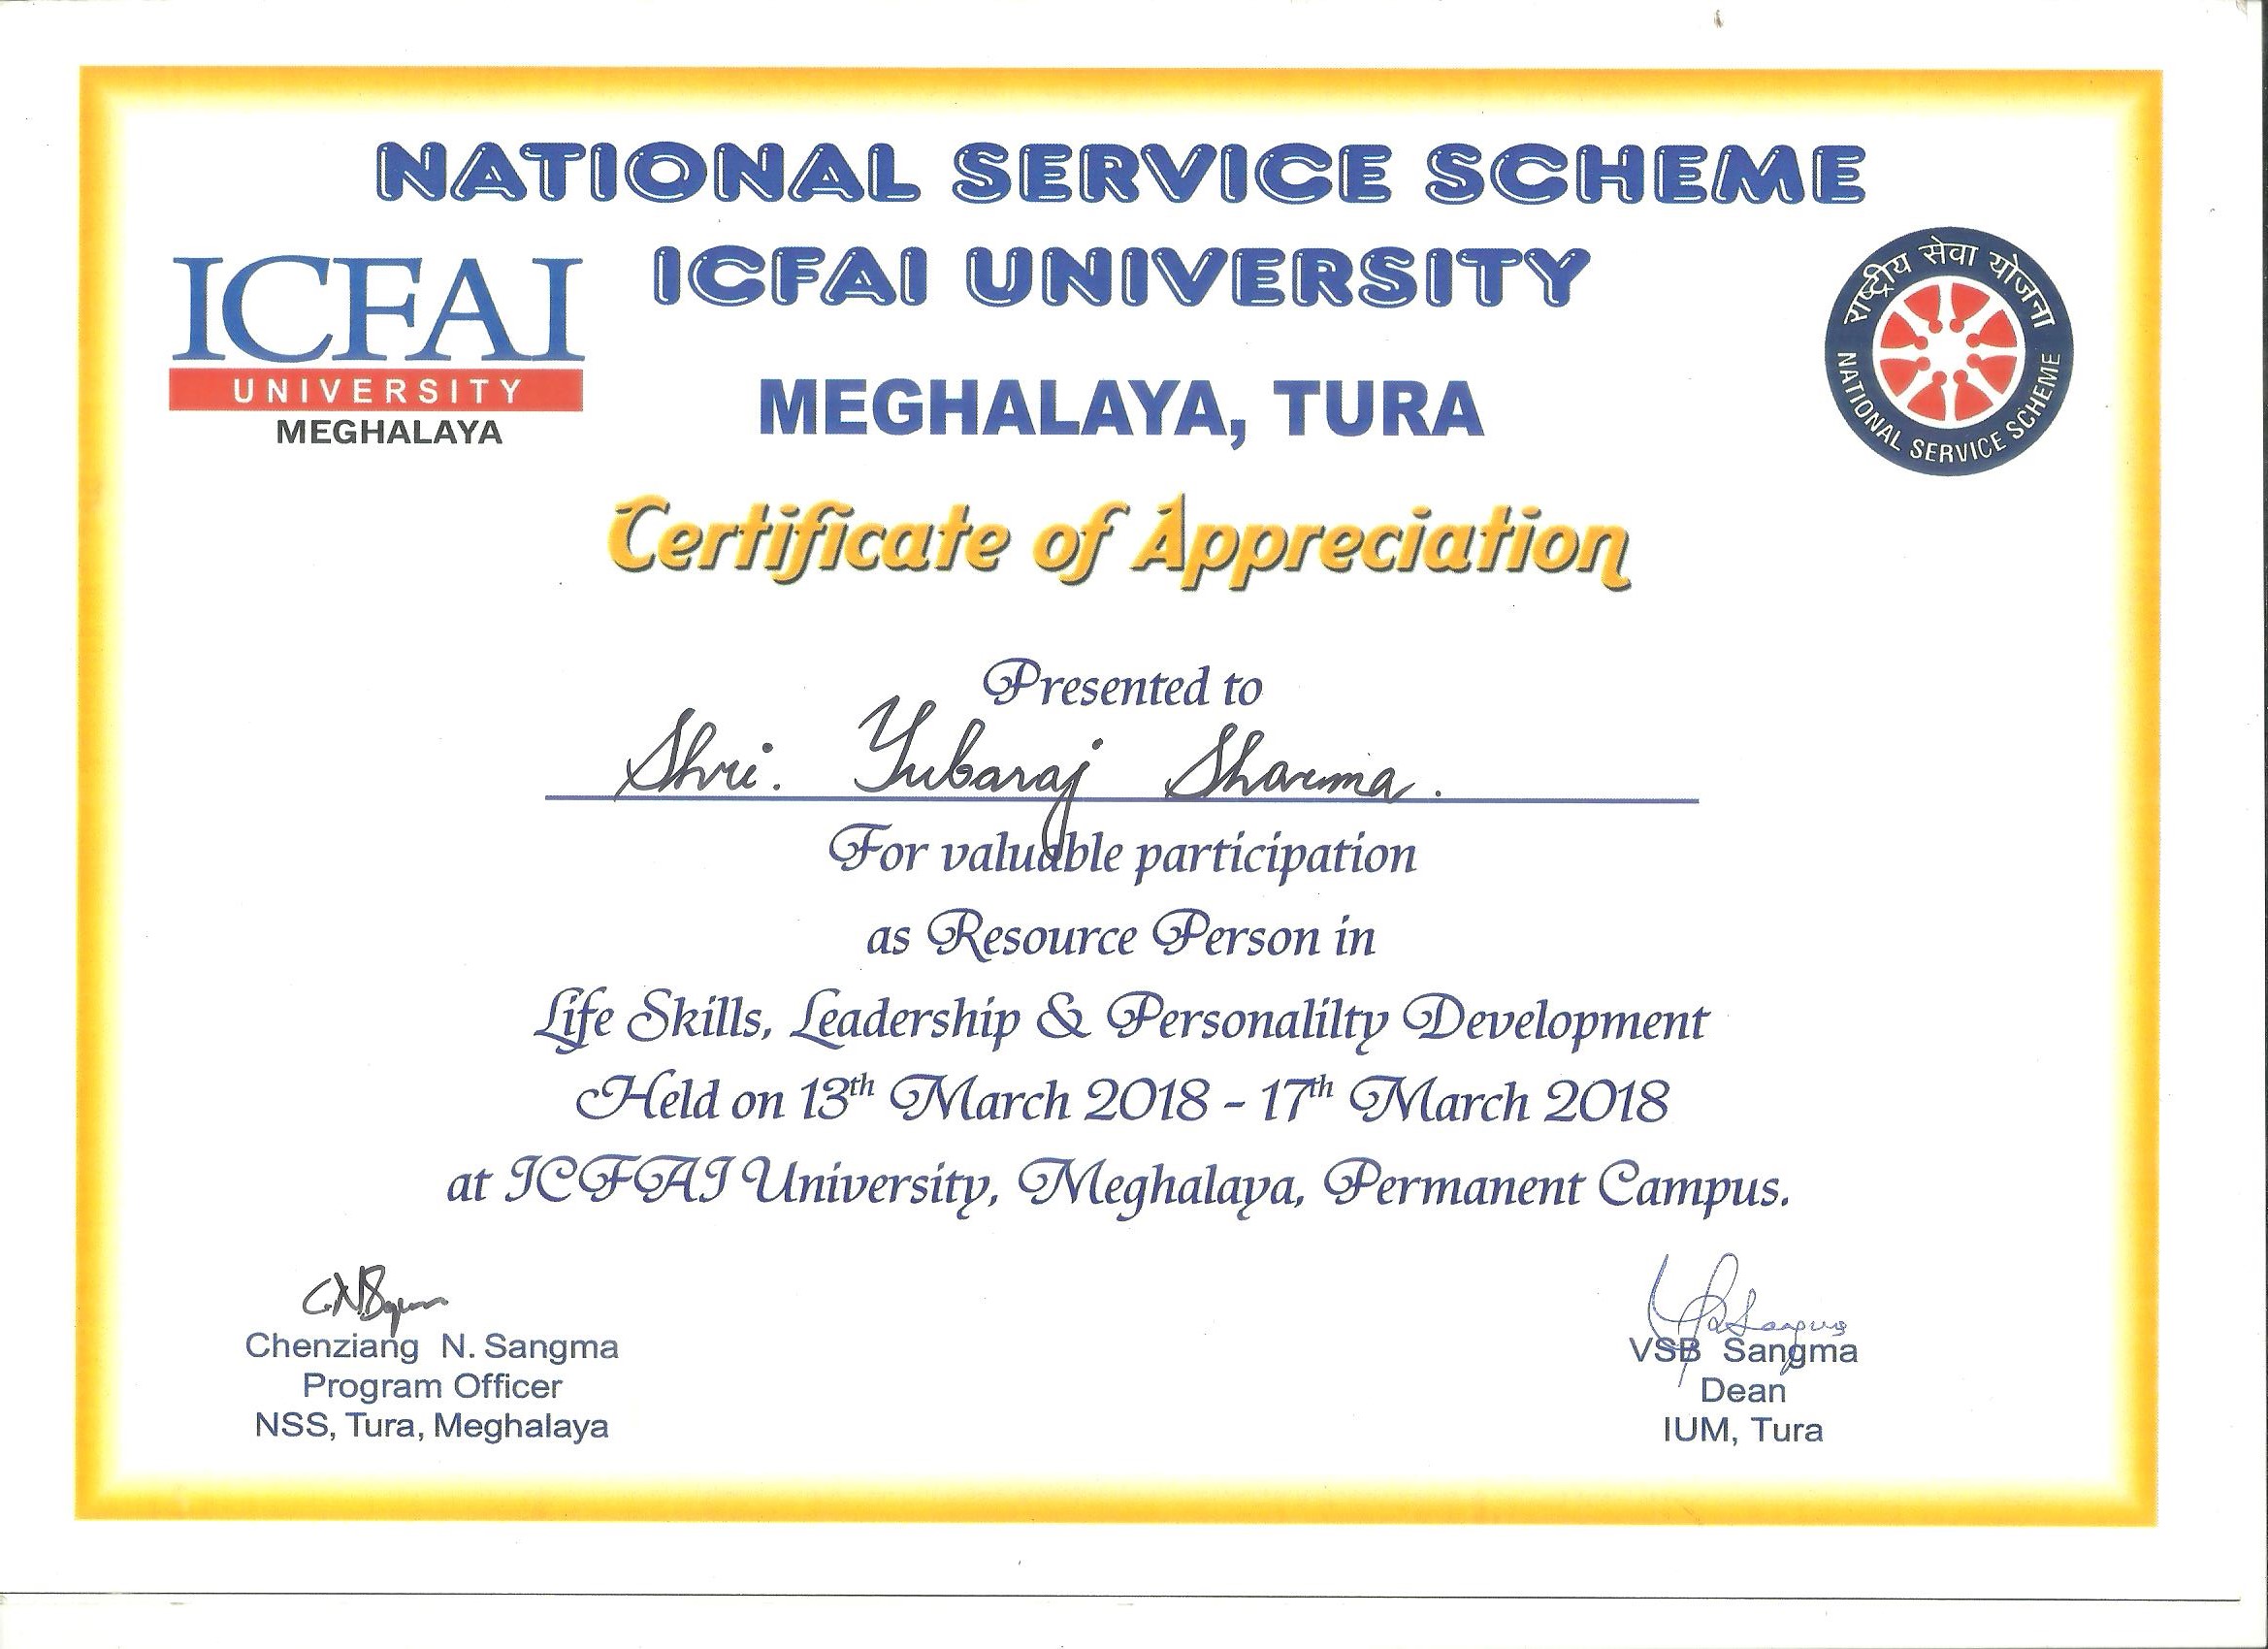 NATIONAL SERVICE SCHEME
ICFAI UNIVERSITY
MEGHALAYA, TURA
ICFAI
UNIVERSITY
MEGHALAYA
राष्ट्रीय सेवा योजना
NATIONAL SERVICE SCHEME
Certificate of Appreciation
Presented to
Shri. Yubaraj Sharma.
For valuable participation
as Resource Person in
Life Skills, Leadership & Personalilty Development
Held on 13th March 2018 - 17th March 2018
at ICFAI University, Meghalaya, Permanent Campus.
Chenziang N. Sangma
Program Officer
NSS, Tura, Meghalaya
VSB Sangma
Dean
IUM, Tura